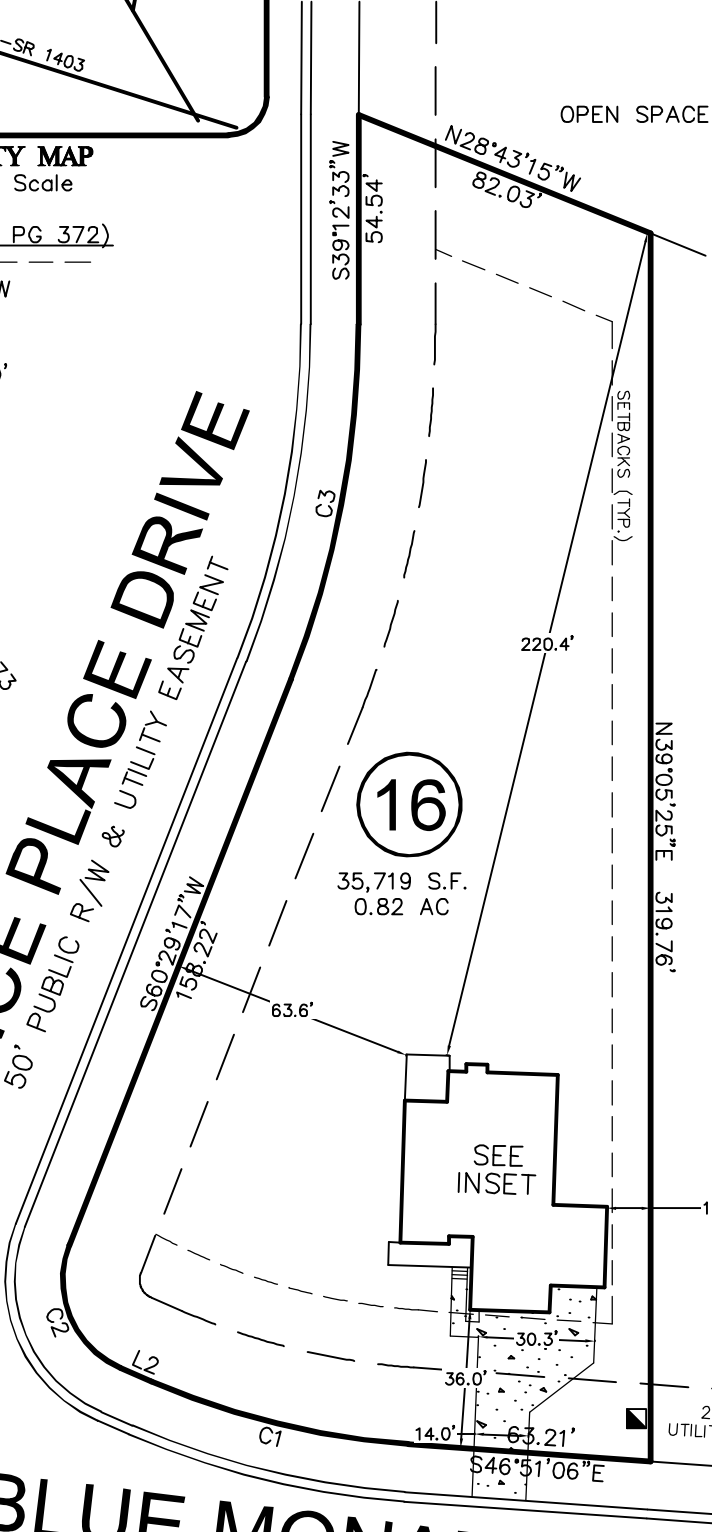 -SR 1403
TY MAP
Scale
PG 372)
OPEN SPACE
N28°43'15"W
82.03'
S39°12'33"W
54.54'
SETBACKS (TYP.)
C3
PLACE DRIVE
50' PUBLIC R/W & UTILITY EASEMENT
220.4'
N39°05'25"E 319.76'
16
35,719 S.F.
0.82 AC
S60°29'17"W
158.22'
63.6'
SEE
INSET
C2
L2
C1
30.3'
36.0'
14.0'
63.21'
S46°51'06"E
BLUE